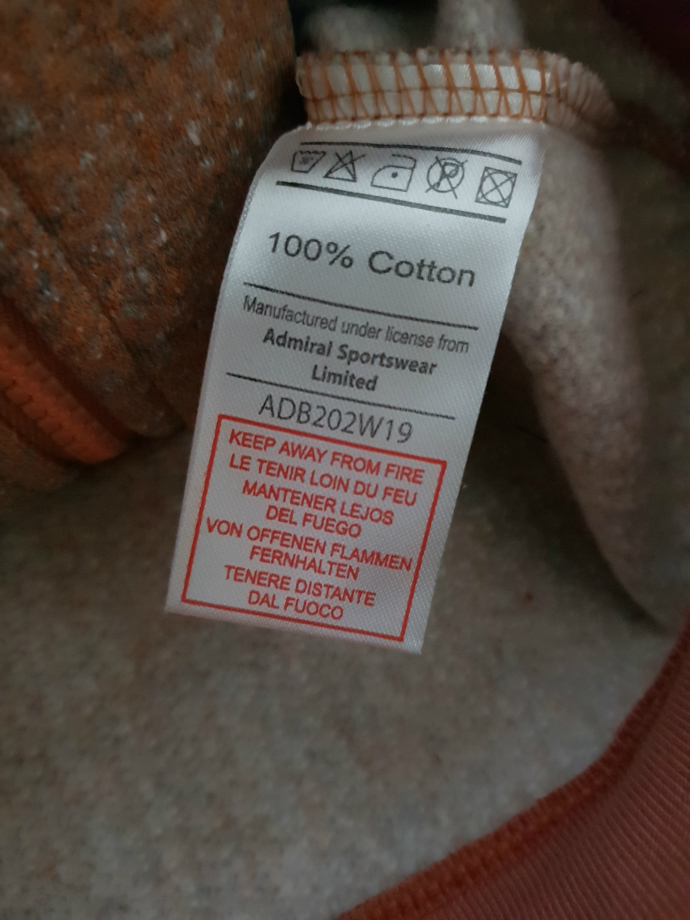 30°
P
100% Cotton
Manufactured under license from
Admiral Sportswear
Limited
ADB202W19
KEEP AWAY FROM FIRE
LE TENIR LOIN DU FEU
MANTENER LEJOS
DEL FUEGO
VON OFFENEN FLAMMEN
FERNHALTEN
TENERE DISTANTE
DAL FUOCO